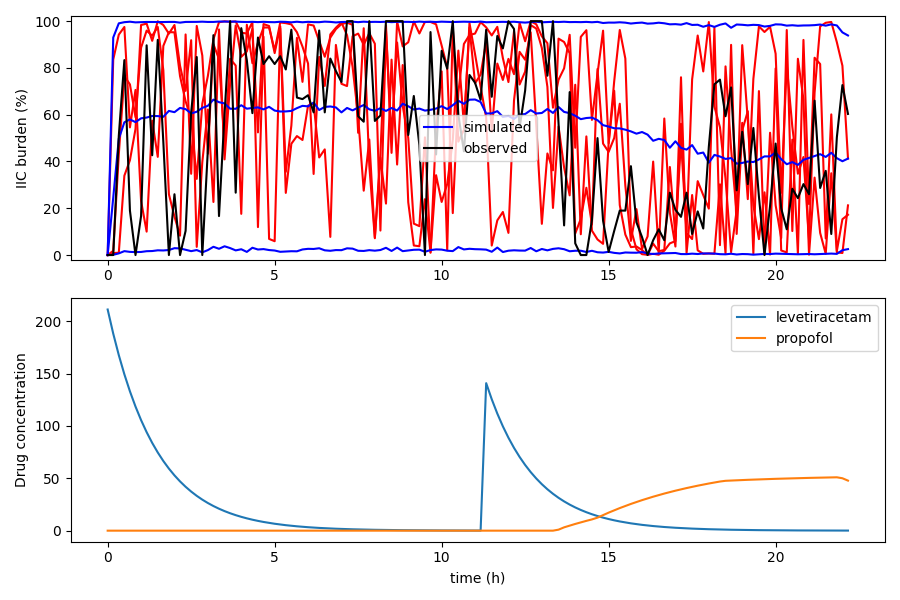 IIC burden (%)
100
80
60
40
20
0
simulated
observed
0 5 10 15 20
Drug concentration
200
150
100
50
0
levetiracetam
propofol
0 5 10 15 20
time (h)